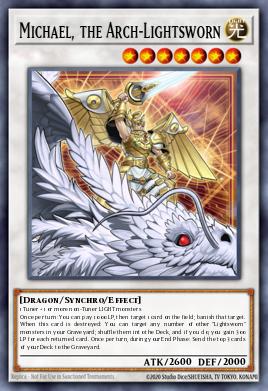 MICHAEL, THE ARCH-LIGHTSWORN
LIGHT
光
[Dragon/Synchro/Effect]
1 Tuner + 1 or more non-Tuner LIGHT monsters
Once per turn: You can pay 1000 LP, then target 1 card on the field; banish that target.
When this card is destroyed: You can target any number of other "Lightsworn"
monsters in your Graveyard; shuffle them into the Deck, and if you do, you gain 300
LP for each returned card. Once per turn, during your End Phase: Send the top 3 cards
of your Deck to the Graveyard.
ATK/2600 DEF/2000
Replica - Not For Use in Sanctioned Tournaments ©2020 Studio Dice/SHUEISHA, TV TOKYO, KONAMI